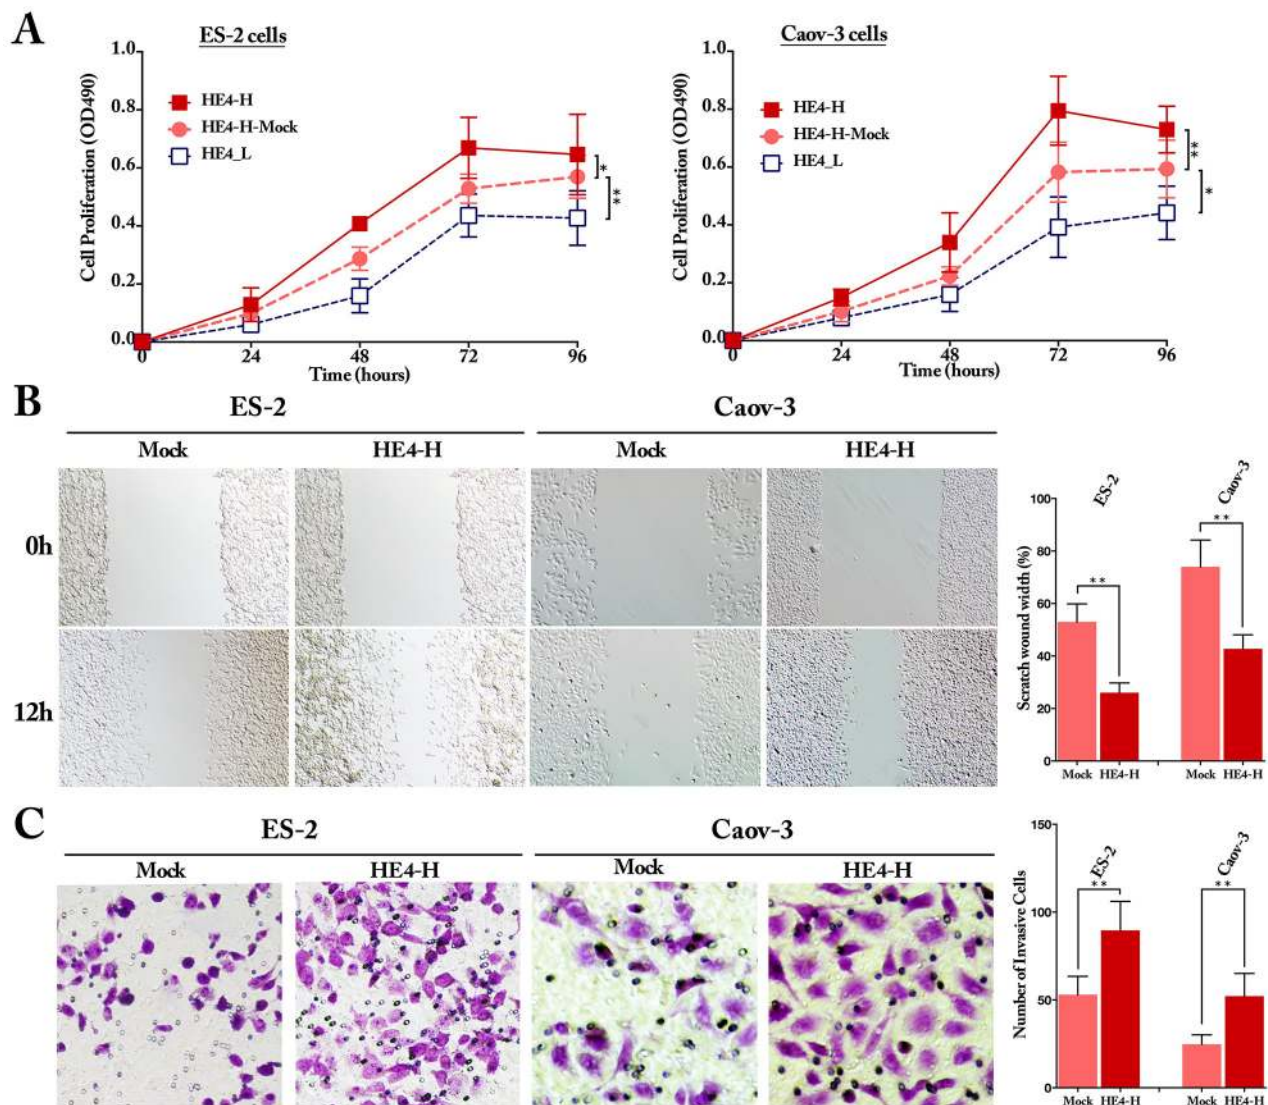 A
ES-2 cells
Cell Proliferation (OD490)
1.0
0.8
0.6
0.4
0.2
0.0
HE4-H
HE4-H-Mock
HE4_L
*
**
0 24 48 72 96
Time (hours)
Caov-3 cells
Cell Proliferation (OD490)
1.0
0.8
0.6
0.4
0.2
0.0
HE4-H
HE4-H-Mock
HE4_L
**
*
0 24 48 72 96
Time (hours)
B
ES-2 Caov-3
Mock HE4-H Mock HE4-H
0h
12h
Scratch wound width (%)
100
80
60
40
20
0
ES-2 Caov-3
** **
Mock HE4-H Mock HE4-H
C
ES-2 Caov-3
Mock HE4-H Mock HE4-H
Number of Invasive Cells
150
100
50
0
ES-2 Caov-3
** **
Mock HE4-H Mock HE4-H